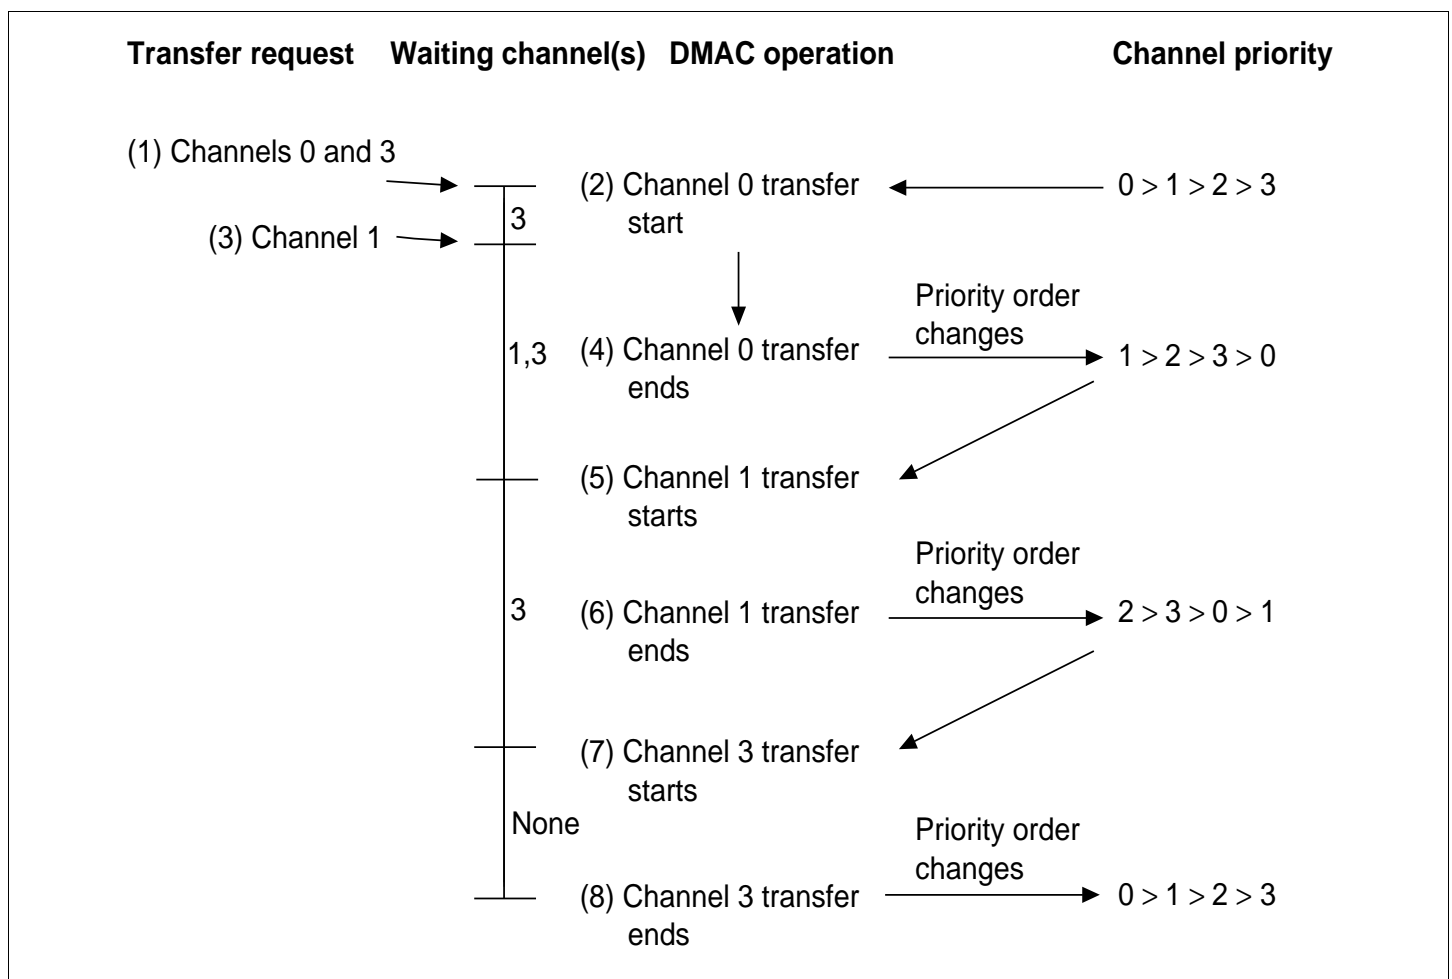 Transfer request Waiting channel(s) DMAC operation Channel priority
(1) Channels 0 and 3
(2) Channel 0 transfer
start
0 > 1 > 2 > 3
3
(3) Channel 1
Priority order
changes
1,3
(4) Channel 0 transfer
ends
1 > 2 > 3 > 0
(5) Channel 1 transfer
starts
Priority order
changes
3
(6) Channel 1 transfer
ends
2 > 3 > 0 > 1
(7) Channel 3 transfer
starts
None
Priority order
changes
(8) Channel 3 transfer
ends
0 > 1 > 2 > 3